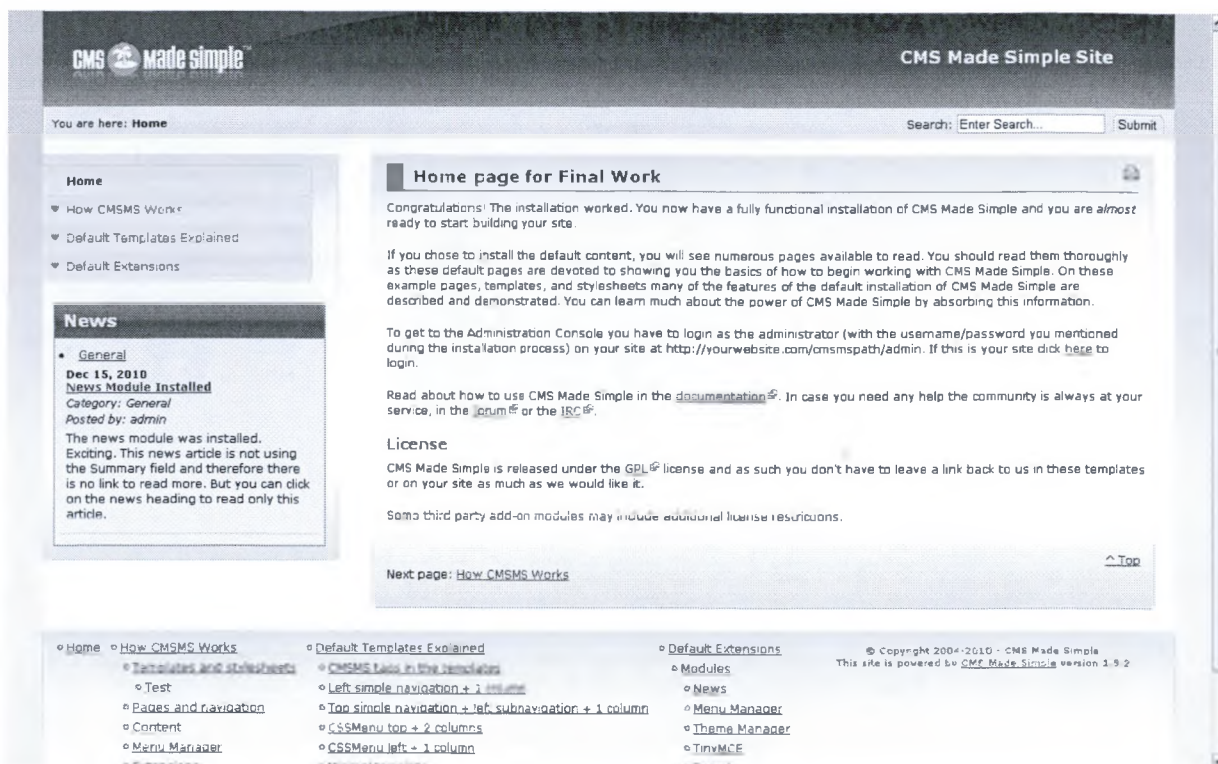 CMS Made Simple™
CMS Made Simple Site
You are here: Home
Search: Enter Search... Submit
Home
How CMSMS Works
Default Templates Explained
Default Extensions
News
General
Dec 15, 2010
News Module Installed
Category: General
Posted by: admin
The news module was installed.
Exciting. This news article is not using
the Summary field and therefore there
is no link to read more. But you can click
on the news heading to read only this
article.
Home page for Final Work
Congratulations! The installation worked. You now have a fully functional installation of CMS Made Simple and you are almost
ready to start building your site.
If you chose to install the default content, you will see numerous pages available to read. You should read them thoroughly
as these default pages are devoted to showing you the basics of how to begin working with CMS Made Simple. On these
example pages, templates, and stylesheets many of the features of the default installation of CMS Made Simple are
described and demonstrated. You can learn much about the power of CMS Made Simple by absorbing this information.
To get to the Administration Console you have to login as the administrator (with the username/password you mentioned
during the installation process) on your site at http://yourwebsite.com/cmsmspath/admin. If this is your site click here to
login.
Read about how to use CMS Made Simple in the documentation. In case you need any help the community is always at your
service, in the forum or the IRC.
License
CMS Made Simple is released under the GPL license and as such you don't have to leave a link back to us in these templates
or on your site as much as we would like it.
Some third party add-on modules may include additional license restrictions.
^ Top
Next page: How CMSMS Works
Home
How CMSMS Works
Templates and stylesheets
Test
Pages and navigation
Content
Menu Manager
Default Templates Explained
CMSMS tags in the templates
Left simple navigation + 1 column
Top simple navigation + left subnavigation + 1 column
CSSMenu top + 2 columns
CSSMenu left + 1 column
Default Extensions
Modules
News
Menu Manager
Theme Manager
TinyMCE
© Copyright 2004-2010 - CMS Made Simple
This site is powered by CMS Made Simple version 1.9.2